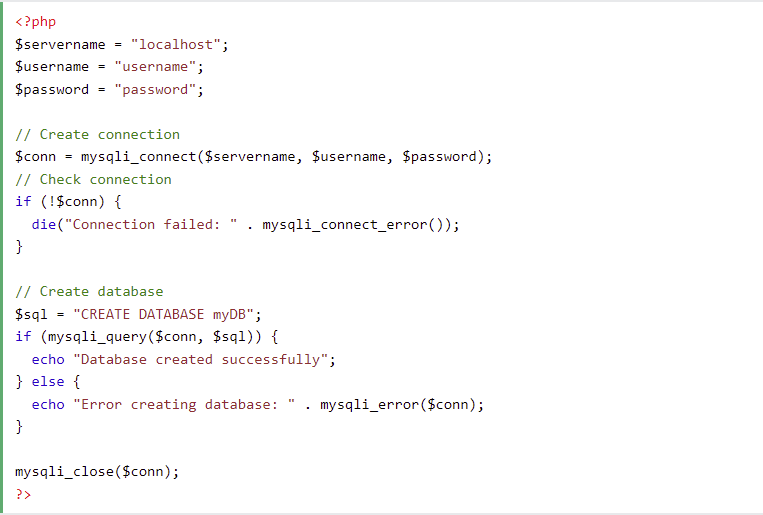 <?php
$servername = "localhost";
$username = "username";
$password = "password";
// Create connection
$conn = mysqli_connect($servername, $username, $password);
// Check connection
if (!$conn) {
  die("Connection failed: " . mysqli_connect_error());
}
// Create database
$sql = "CREATE DATABASE myDB";
if (mysqli_query($conn, $sql)) {
  echo "Database created successfully";
} else {
  echo "Error creating database: " . mysqli_error($conn);
}
mysqli_close($conn);
?>